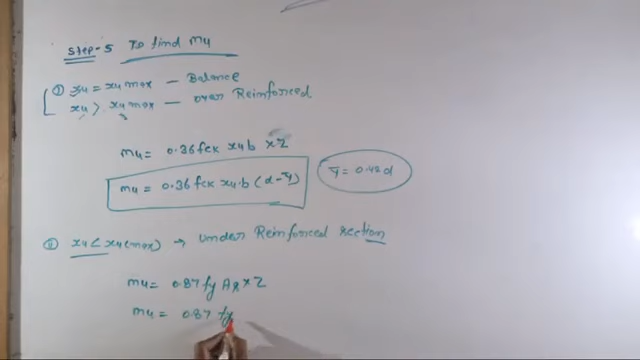 Step-5 To find Mu
① xu = xu max — Balance
xu > xu max — over Reinforced
Mu = 0.36 fck xu b × Z
Mu = 0.36 fck xu·b (d-ȳ)
ȳ = 0.42d
② xu < xu(max) → under Reinforced section
Mu = 0.87 fy Ast × Z
Mu = 0.87 fy